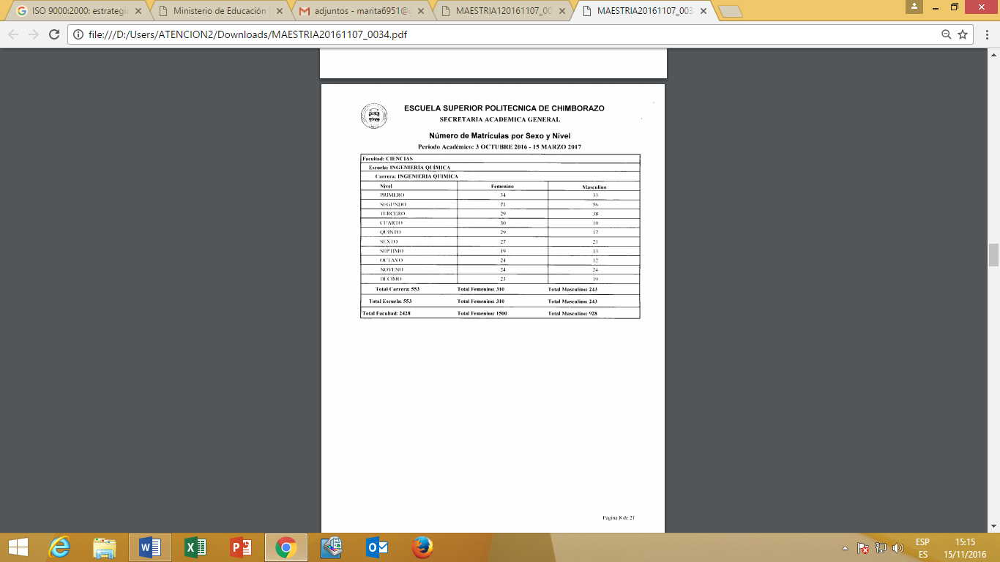 ISO 9000:2000: estrategi
Ministerio de Educación
adjuntos - marita6951@g
MAESTRIA120161107_00
MAESTRIA20161107_003
file:///D:/Users/ATENCION2/Downloads/MAESTRIA20161107_0034.pdf
ESCUELA SUPERIOR POLITECNICA DE CHIMBORAZO
SECRETARIA ACADEMICA GENERAL
Número de Matrículas por Sexo y Nivel
Período Académico: 3 OCTUBRE 2016 - 15 MARZO 2017
Facultad: CIENCIAS
Escuela: INGENIERÍA QUÍMICA
Carrera: INGENIERIA QUIMICA
Nivel Femenino Masculino
PRIMERO 34 33
SEGUNDO 71 56
TERCERO 29 38
CUARTO 30 10
QUINTO 29 17
SEXTO 27 21
SEPTIMO 19 13
OCTAVO 24 12
NOVENO 24 24
DECIMO 23 19
Total Carrera: 553 Total Femenino: 310 Total Masculino: 243
Total Escuela: 553 Total Femenino: 310 Total Masculino: 243
Total Facultad: 2428 Total Femenino: 1500 Total Masculino: 928
Página 8 de 21
ESP 15:15
ES 15/11/2016